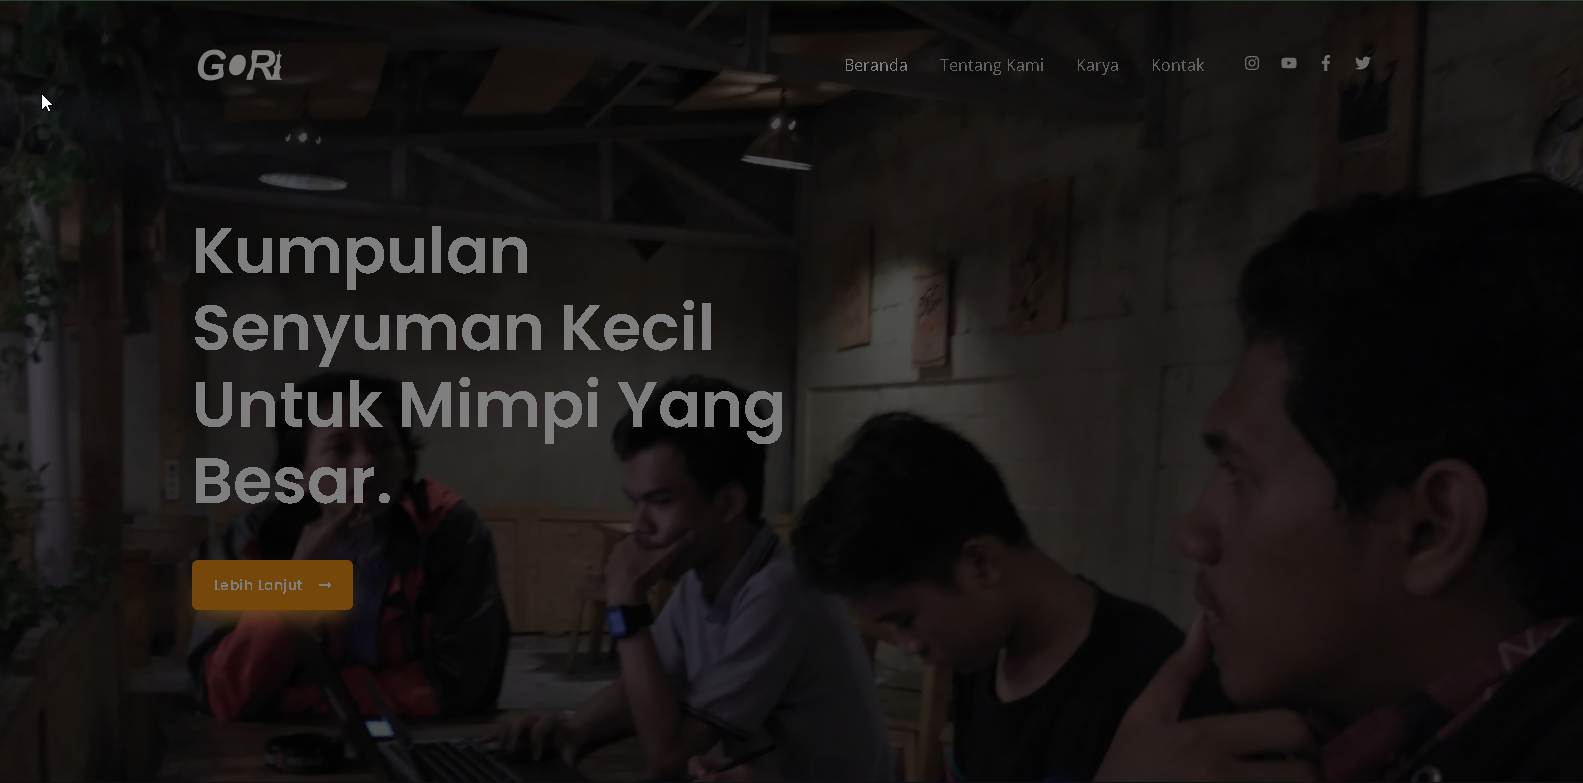 GORI
Beranda Tentang Kami Karya Kontak
Kumpulan
Senyuman Kecil
Untuk Mimpi Yang
Besar.
Lebih Lanjut